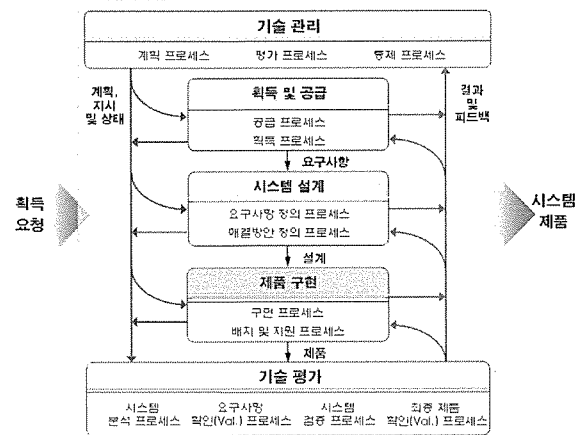 기술 관리
계획 프로세스 평가 프로세스 통제 프로세스
계획,
지시
및 상태
결과
및
피드백
획득 및 공급
공급 프로세스
획득 프로세스
요구사항
획득
요청
시스템
제품
시스템 설계
요구사항 정의 프로세스
해결방안 정의 프로세스
설계
제품 구현
구현 프로세스
배치 및 지원 프로세스
제품
기술 평가
시스템 요구사항 시스템 최종 제품
분석 프로세스 확인(Val.) 프로세스 검증 프로세스 확인(Val.) 프로세스